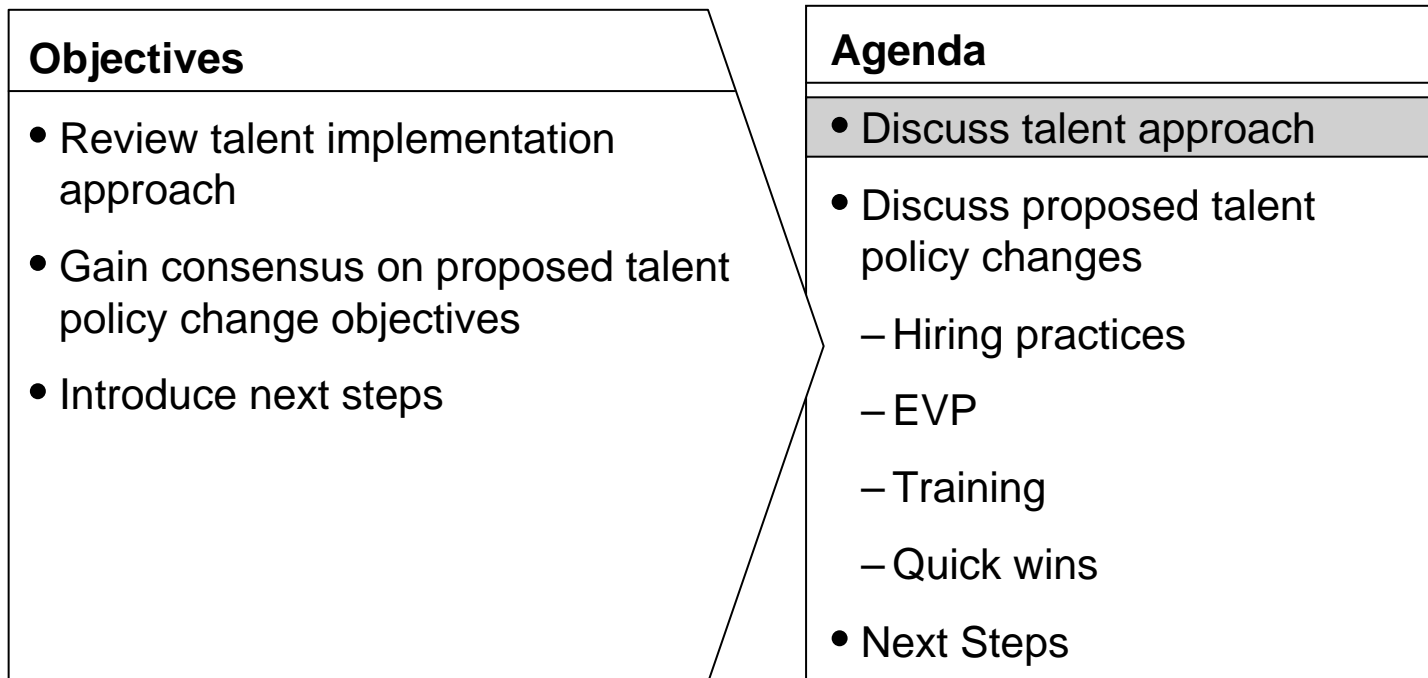 Objectives
• Review talent implementation
approach
• Gain consensus on proposed talent
policy change objectives
• Introduce next steps
Agenda
• Discuss talent approach
• Discuss proposed talent
policy changes
– Hiring practices
– EVP
– Training
– Quick wins
• Next Steps